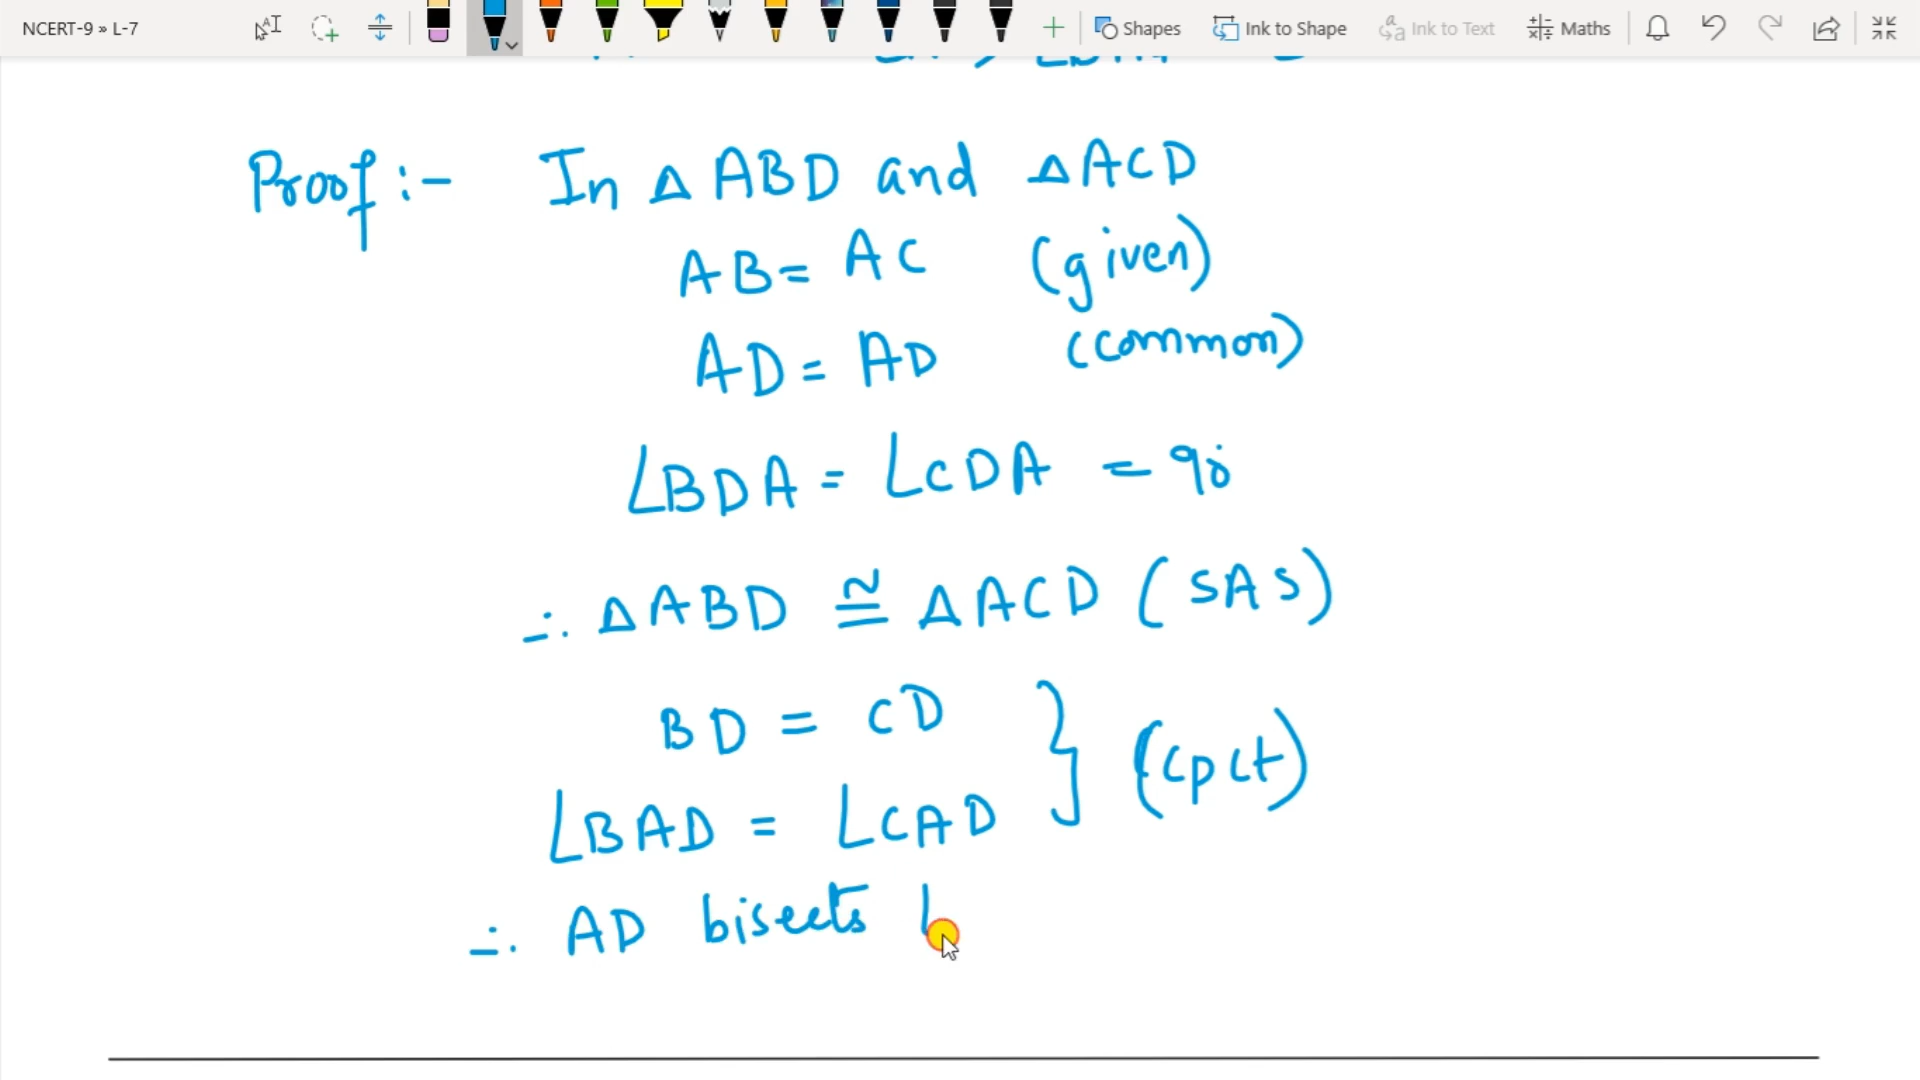 NCERT-9 » L-7 Shapes Ink to Shape Ink to Text Maths
Proof :- In Δ ABD and Δ ACD
AB = AC (given)
AD = AD (common)
∠BDA = ∠CDA = 90°
∴ Δ ABD ≅ Δ ACD (SAS)
BD = CD
∠BAD = ∠CAD } (cpct)
∴ AD bisects